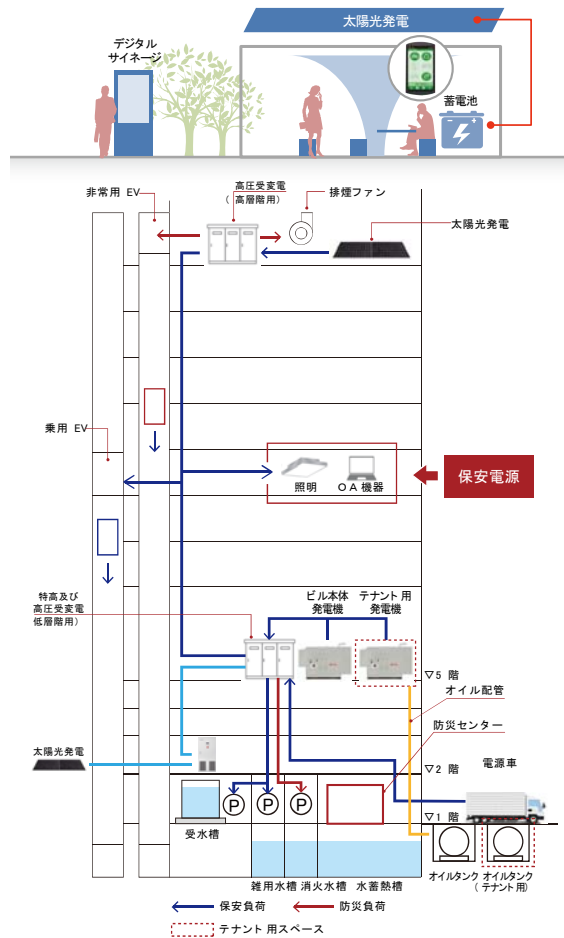 太陽光発電
デジタル
サイネージ
蓄電池
非常用 EV
高圧受変電
(高層階用)
排煙ファン
太陽光発電
乗用 EV
照明
OA機器
保安電源
特高及び
高圧受変電
低層階用)
ビル本体
発電機
テナント用
発電機
▽5 階
オイル配管
防災センター
太陽光発電
電源車
▽2 階
P
P
P
▽1 階
受水槽
雑用水槽
消火水槽
水蓄熱槽
オイルタンク
オイルタンク
(テナント用)
保安負荷
防災負荷
テナント用スペース